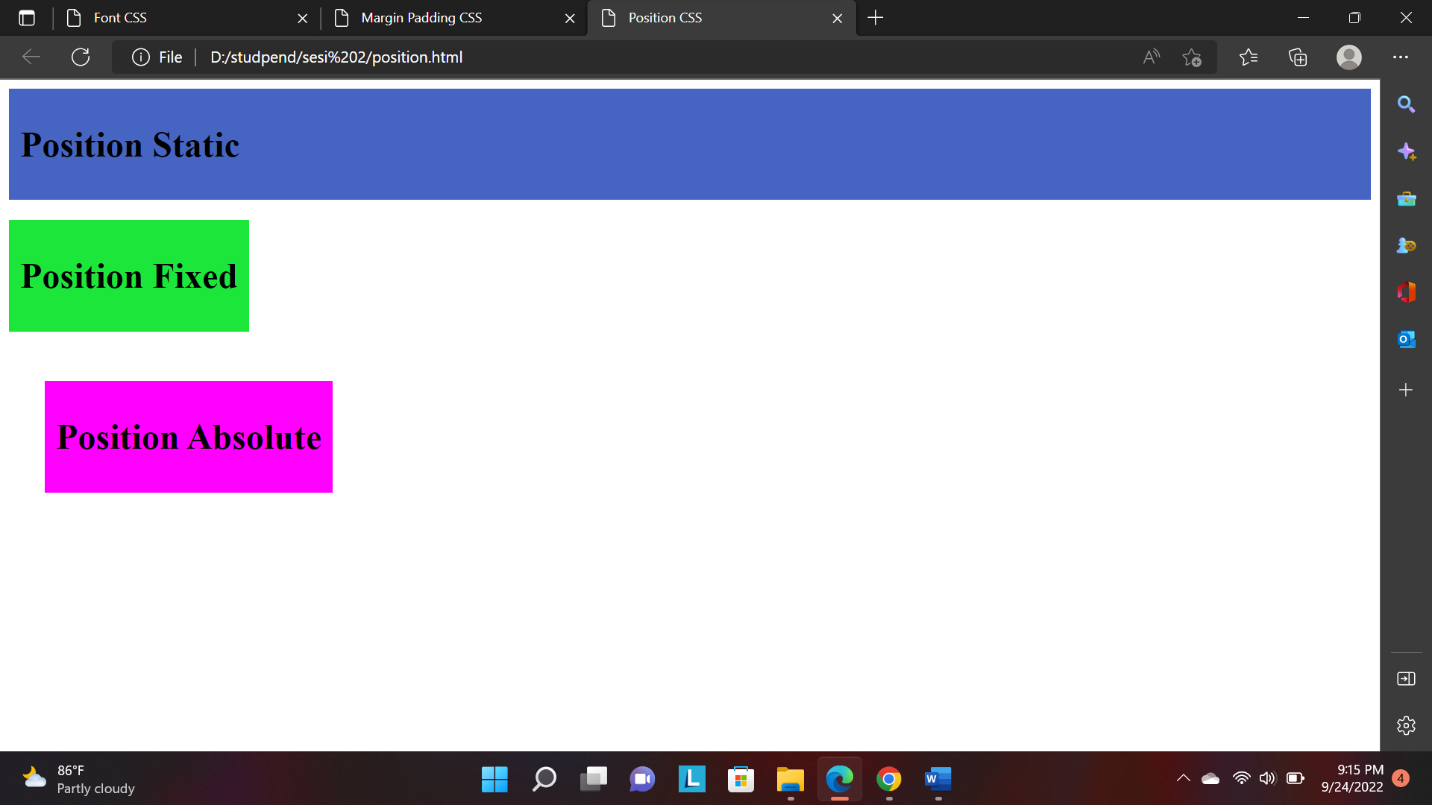 Font CSS
Margin Padding CSS
Position CSS
File
D:/studpend/sesi%202/position.html
Position Static
Position Fixed
Position Absolute
86°F
Partly cloudy
9:15 PM
9/24/2022
4